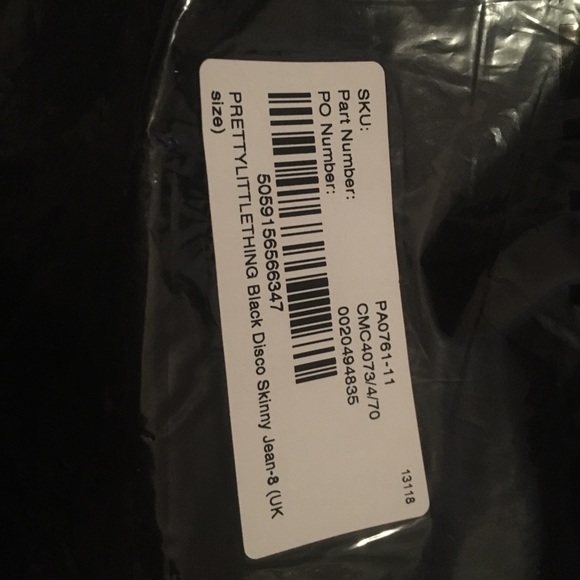 SKU: PA0761-11
Part Number: CMC4073/4/70
PO Number: 0020494835
5059156566347
PRETTYLITTLETHING Black Disco Skinny Jean-8 (UK
size)
13118